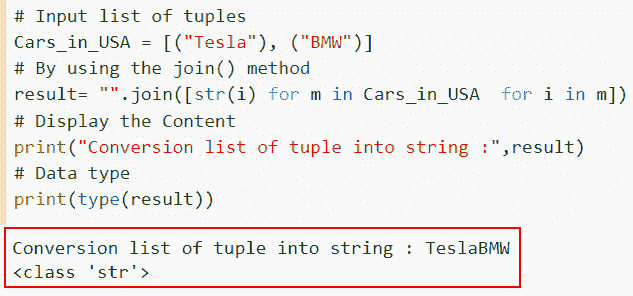 # Input list of tuples
Cars_in_USA = [("Tesla"), ("BMW")]
# By using the join() method
result= "".join([str(i) for m in Cars_in_USA  for i in m])
# Display the Content
print("Conversion list of tuple into string :",result)
# Data type
print(type(result))
Conversion list of tuple into string : TeslaBMW
<class 'str'>